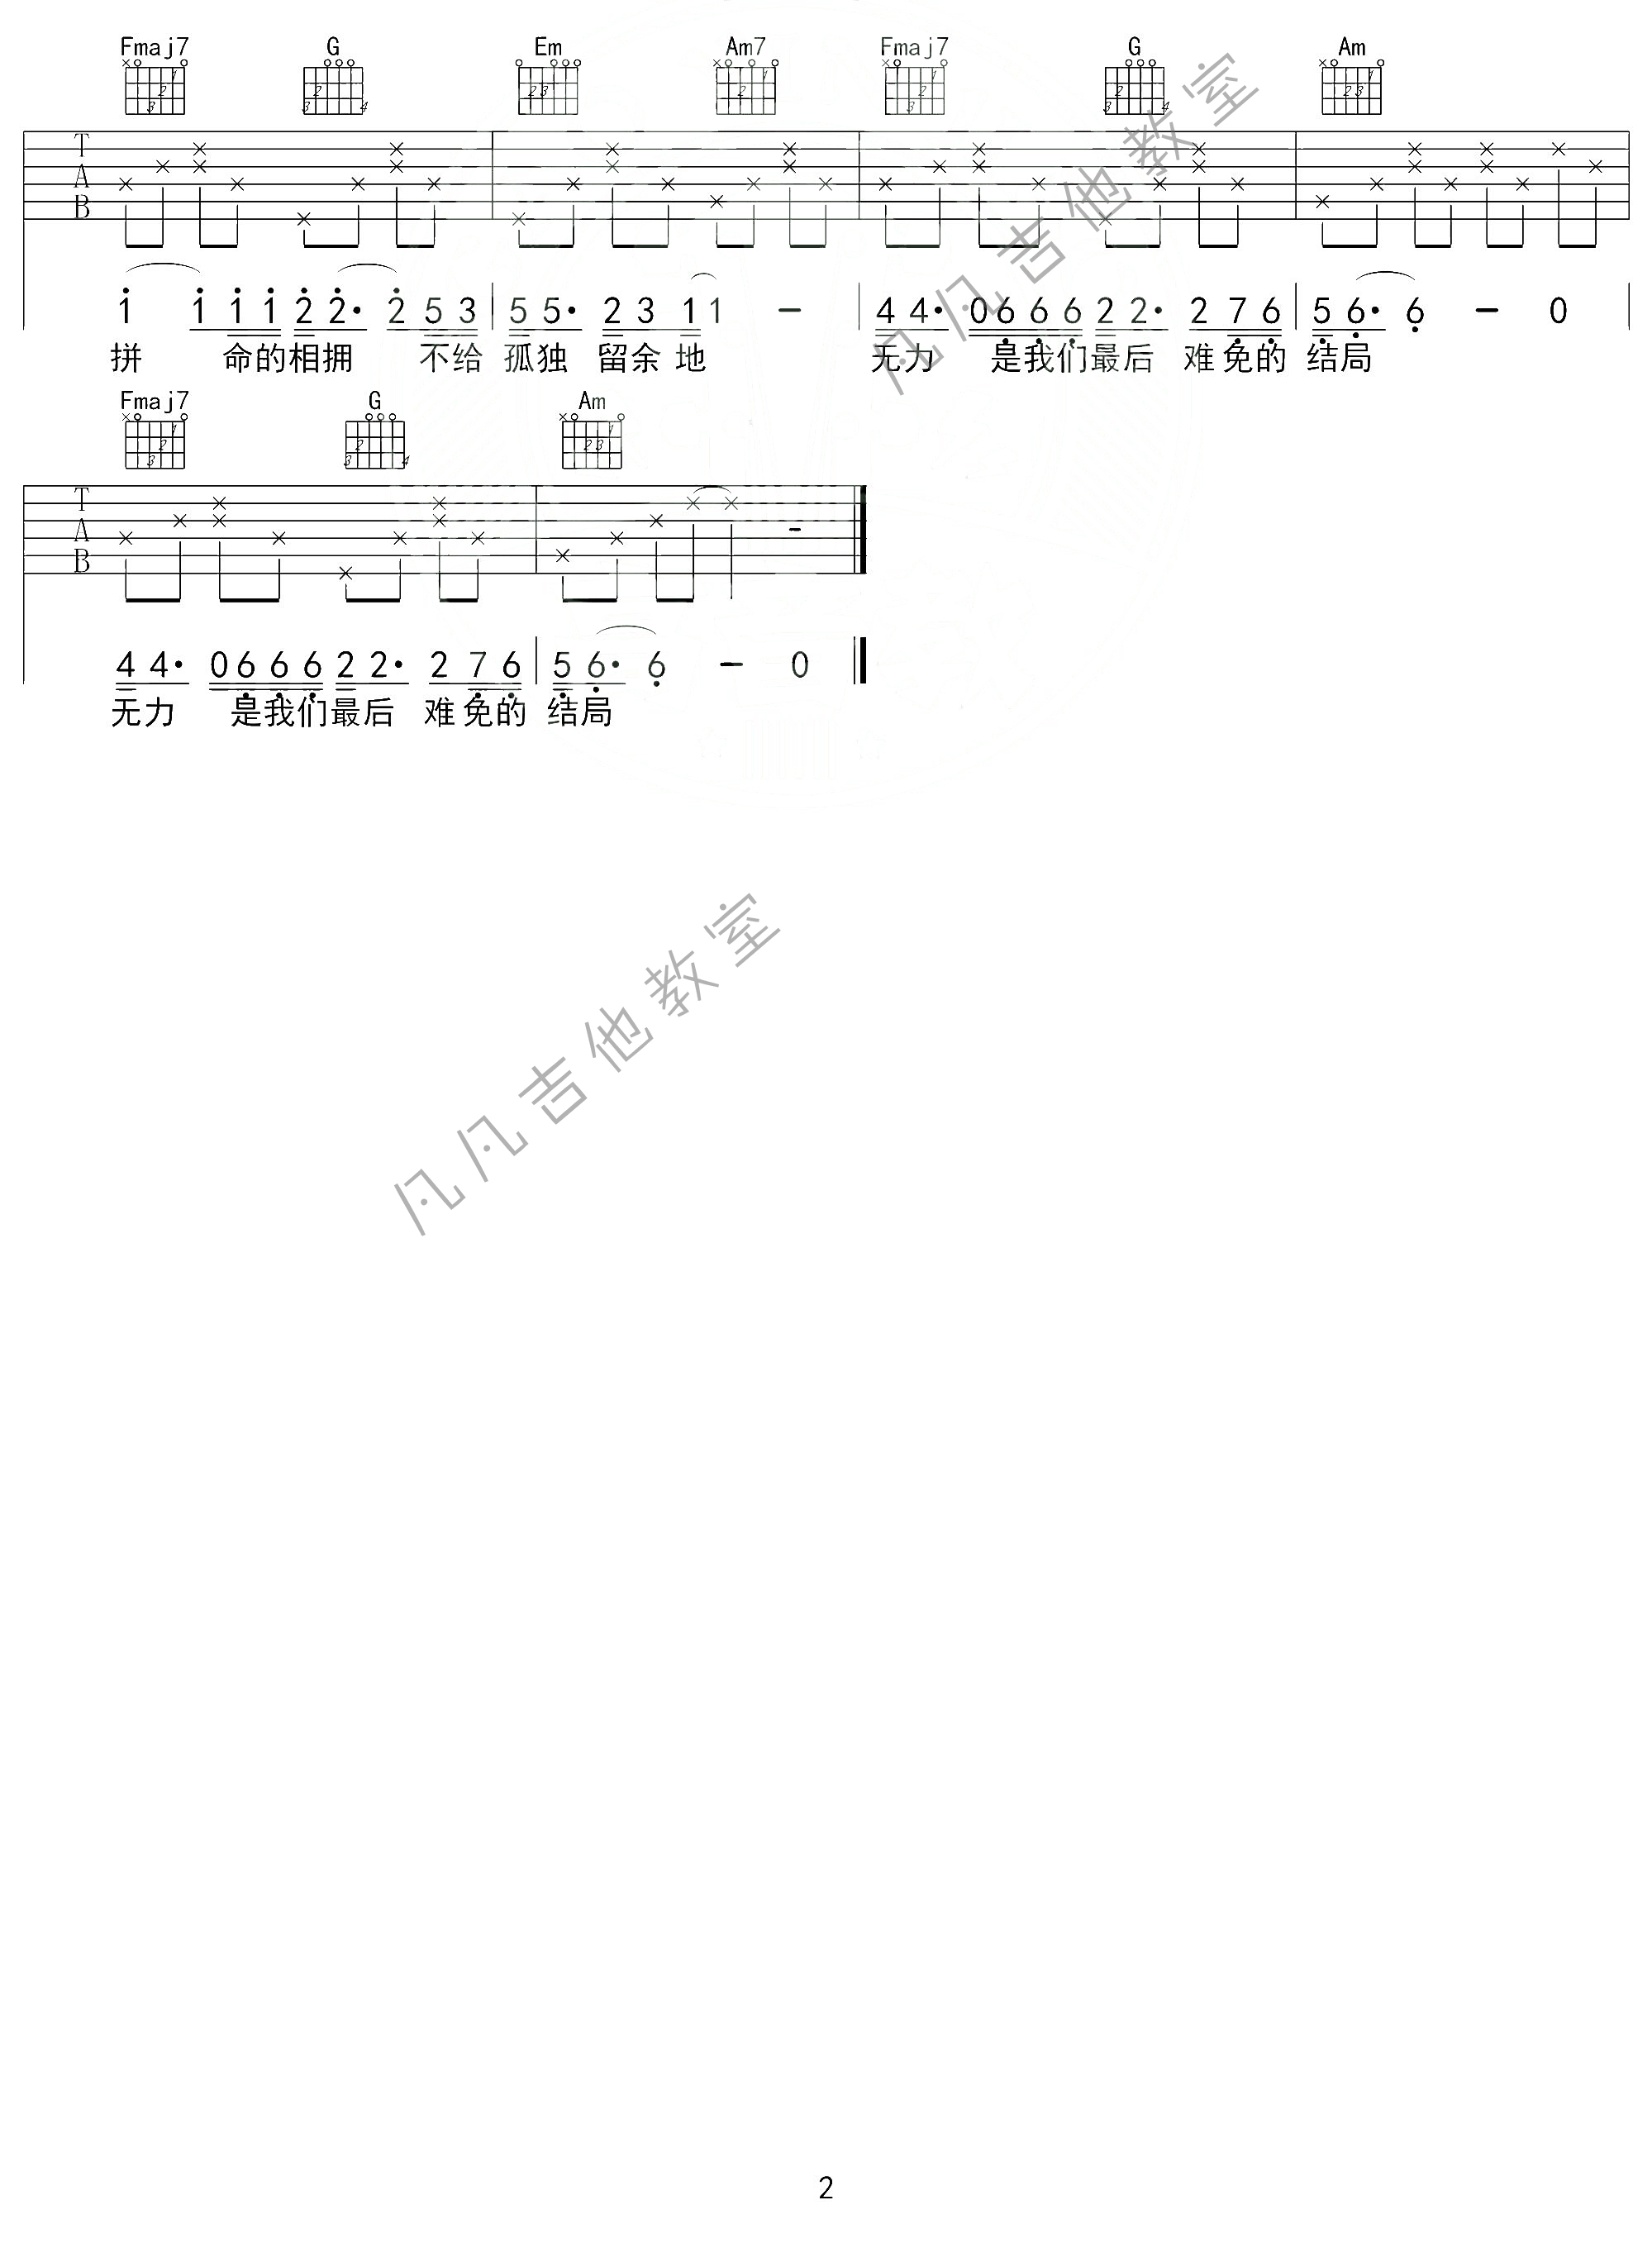 Fmaj7 G Em Am7 Fmaj7 G Am
T
A
B
1 1 1 1 2 2· 2 5 3 5 5· 2 3 1 1 – 4 4· 0 6 6 6 2 2· 2 7 6 5 6· 6 – 0
拼 命的相拥 不给 孤独 留余地 无力 是我们最后 难免的 结局
Fmaj7 G Am
T
A
B
4 4· 0 6 6 6 2 2· 2 7 6 5 6· 6 – 0
无力 是我们最后 难免的 结局
凡凡吉他教室
凡凡吉他教室
2